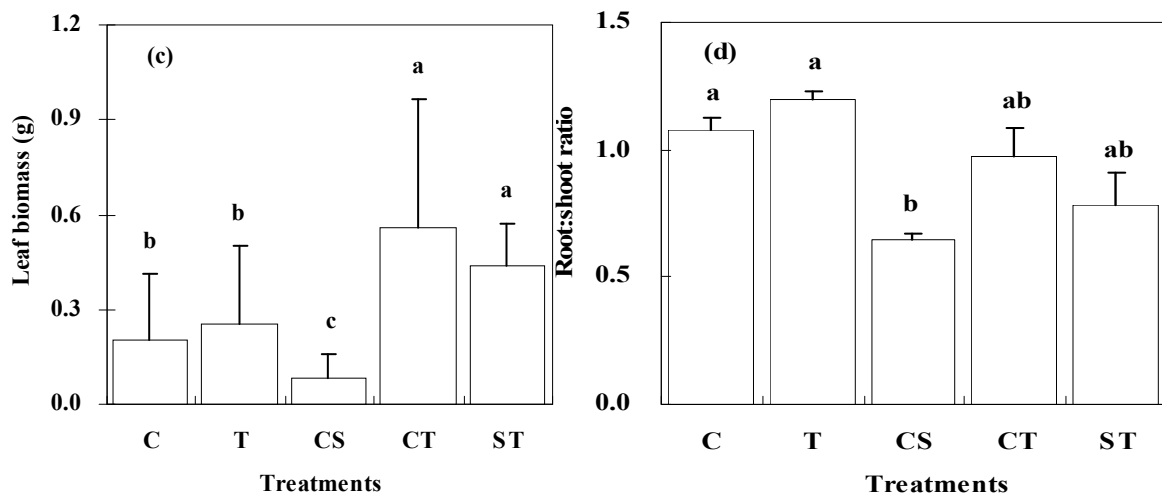 (c)
Leaf biomass (g)
1.2
0.9
0.6
0.3
0.0
b
b
c
a
a
C T CS CT ST
Treatments
(d)
Root:shoot ratio
1.5
1.0
0.5
0.0
a
a
b
ab
ab
C T CS CT ST
Treatments